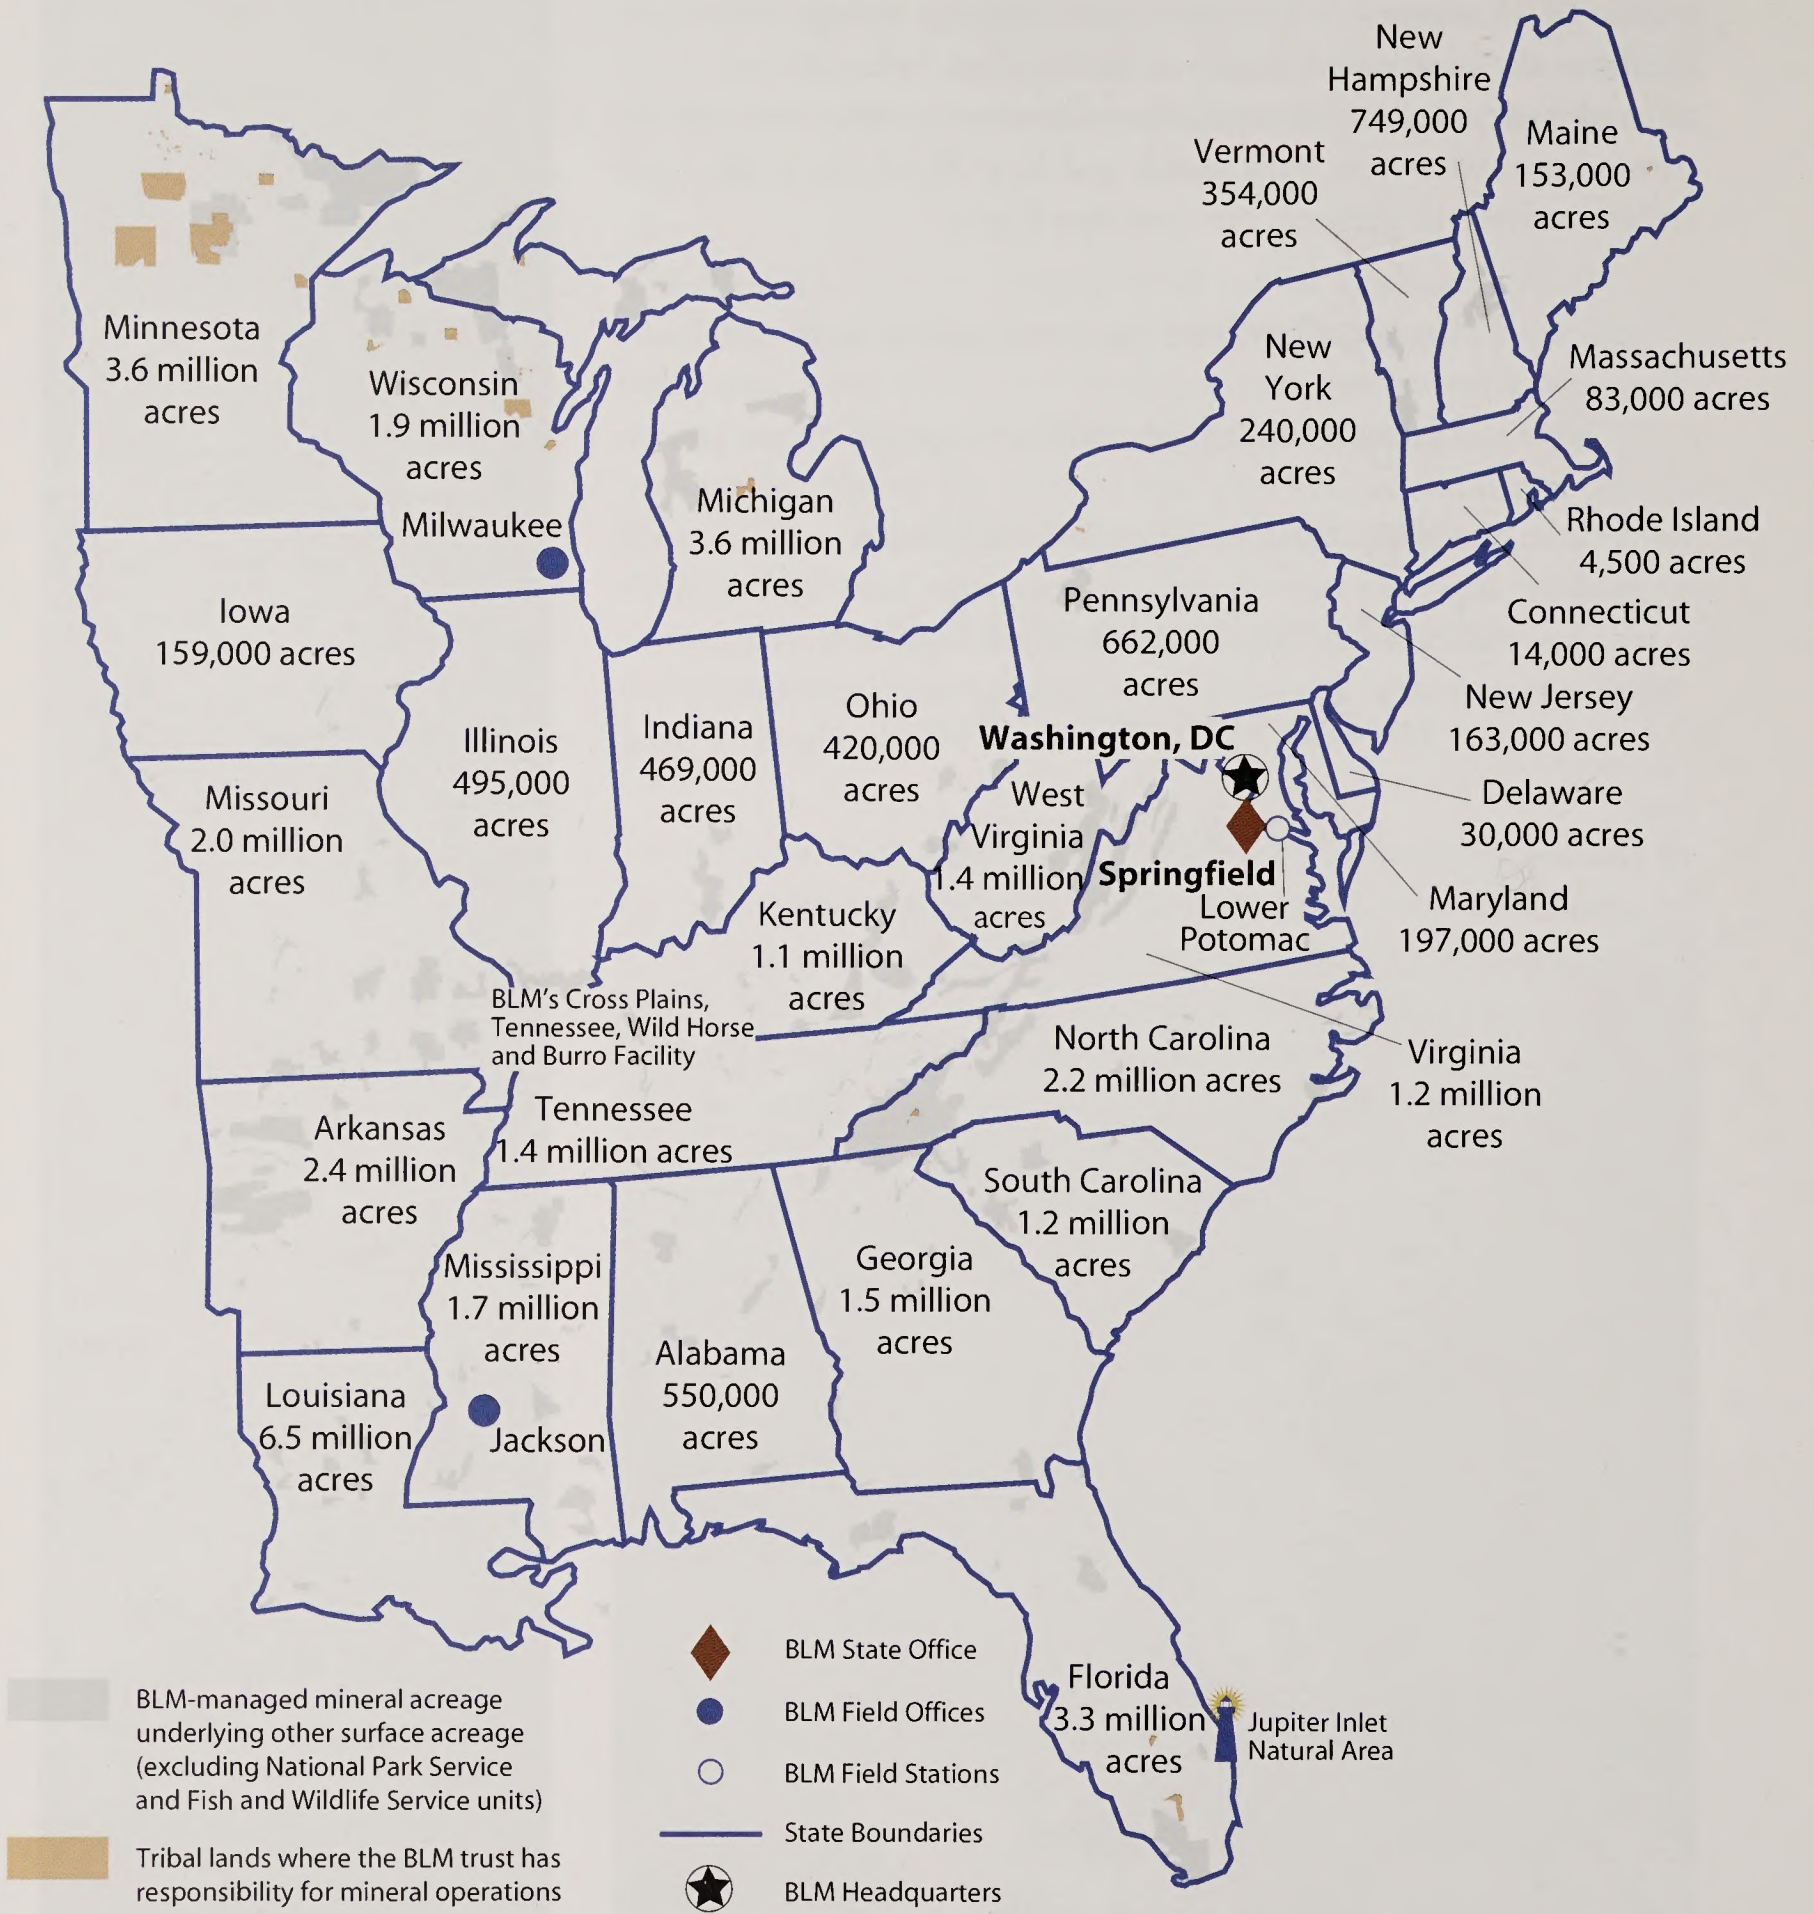 New
Hampshire
749,000
acres
Maine
153,000
acres
Vermont
354,000
acres
Minnesota
3.6 million
acres
Wisconsin
1.9 million
acres
Milwaukee
Michigan
3.6 million
acres
New
York
240,000
acres
Massachusetts
83,000 acres
Rhode Island
4,500 acres
Connecticut
14,000 acres
New Jersey
163,000 acres
Iowa
159,000 acres
Pennsylvania
662,000
acres
Illinois
495,000
acres
Indiana
469,000
acres
Ohio
420,000
acres
Washington, DC
Delaware
30,000 acres
Missouri
2.0 million
acres
West
Virginia
1.4 million
acres
Springfield
Lower
Potomac
Maryland
197,000 acres
Kentucky
1.1 million
acres
BLM's Cross Plains,
Tennessee, Wild Horse
and Burro Facility
North Carolina
2.2 million acres
Virginia
1.2 million
acres
Arkansas
2.4 million
acres
Tennessee
1.4 million acres
South Carolina
1.2 million
acres
Mississippi
1.7 million
acres
Jackson
Georgia
1.5 million
acres
Alabama
550,000
acres
Louisiana
6.5 million
acres
Florida
3.3 million
acres
Jupiter Inlet
Natural Area
BLM-managed mineral acreage
underlying other surface acreage
(excluding National Park Service
and Fish and Wildlife Service units)
Tribal lands where the BLM trust has
responsibility for mineral operations
BLM State Office
BLM Field Offices
BLM Field Stations
State Boundaries
BLM Headquarters